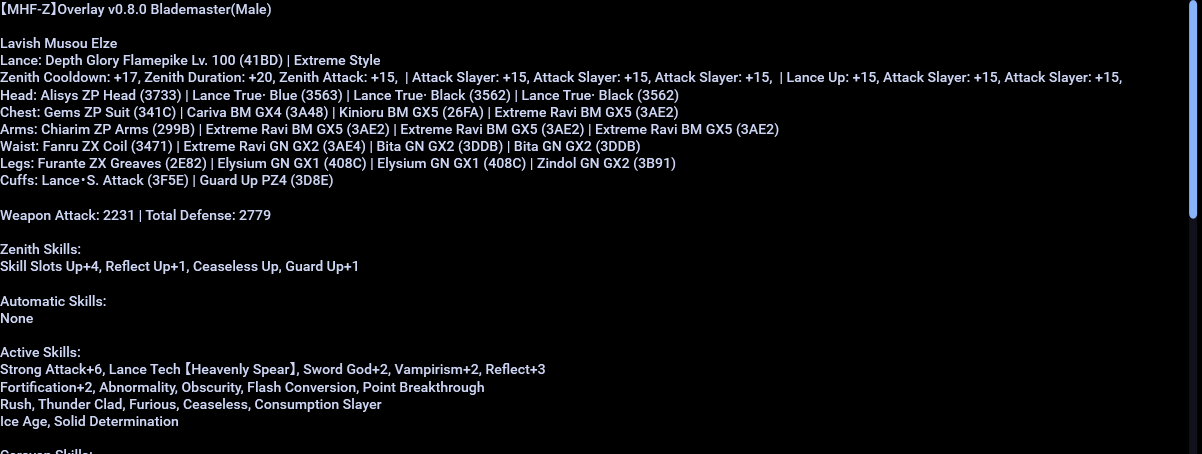 【MHF-Z】Overlay v0.8.0 Blademaster(Male)
Lavish Musou Elze
Lance: Depth Glory Flamepike Lv. 100 (41BD) | Extreme Style
Zenith Cooldown: +17, Zenith Duration: +20, Zenith Attack: +15,  | Attack Slayer: +15, Attack Slayer: +15, Attack Slayer: +15,  | Lance Up: +15, Attack Slayer: +15, Attack Slayer: +15,
Head: Alisys ZP Head (3733) | Lance True· Blue (3563) | Lance True· Black (3562) | Lance True· Black (3562)
Chest: Gems ZP Suit (341C) | Cariva BM GX4 (3A48) | Kinioru BM GX5 (26FA) | Extreme Ravi BM GX5 (3AE2)
Arms: Chiarim ZP Arms (299B) | Extreme Ravi BM GX5 (3AE2) | Extreme Ravi BM GX5 (3AE2) | Extreme Ravi BM GX5 (3AE2)
Waist: Fanru ZX Coil (3471) | Extreme Ravi GN GX2 (3AE4) | Bita GN GX2 (3DDB) | Bita GN GX2 (3DDB)
Legs: Furante ZX Greaves (2E82) | Elysium GN GX1 (408C) | Elysium GN GX1 (408C) | Zindol GN GX2 (3B91)
Cuffs: Lance・S. Attack (3F5E) | Guard Up PZ4 (3D8E)
Weapon Attack: 2231 | Total Defense: 2779
Zenith Skills:
Skill Slots Up+4, Reflect Up+1, Ceaseless Up, Guard Up+1
Automatic Skills:
None
Active Skills:
Strong Attack+6, Lance Tech【Heavenly Spear】, Sword God+2, Vampirism+2, Reflect+3
Fortification+2, Abnormality, Obscurity, Flash Conversion, Point Breakthrough
Rush, Thunder Clad, Furious, Ceaseless, Consumption Slayer
Ice Age, Solid Determination